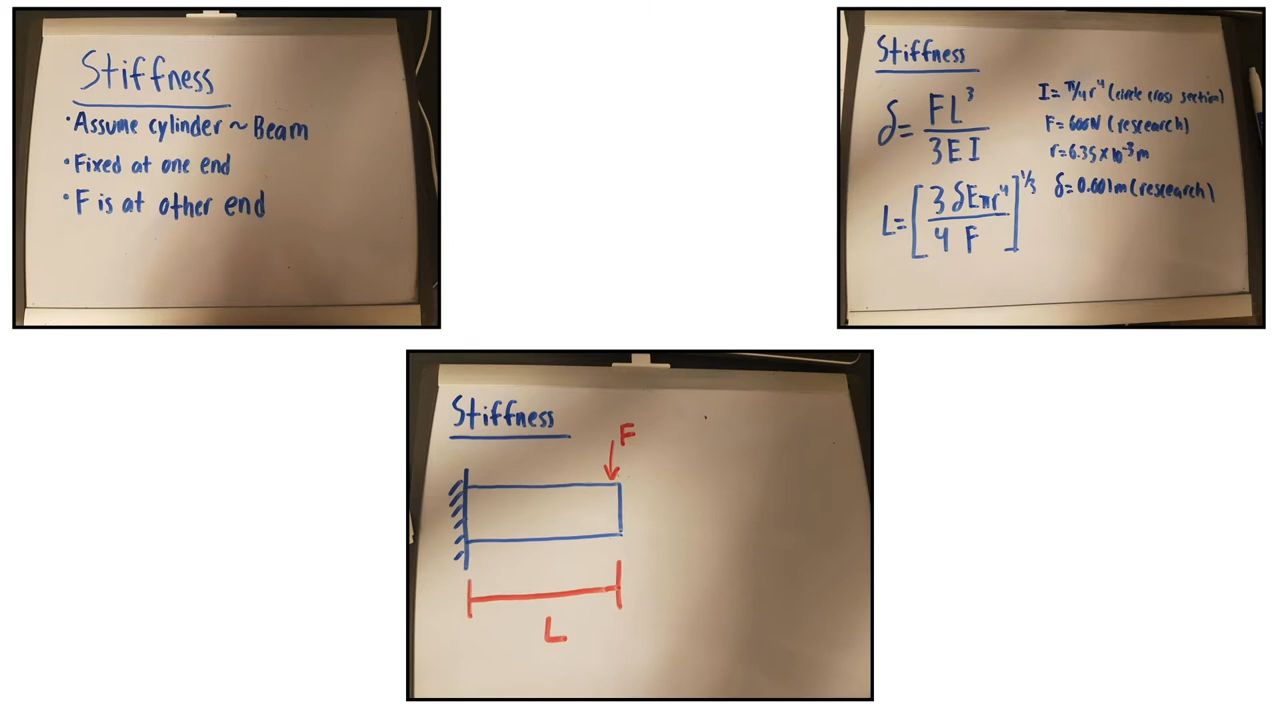 Stiffness
• Assume cylinder ~ Beam
• Fixed at one end
• F is at other end
Stiffness
δ = FL³ / 3EI
L = [3δEπr⁴ / 4F]^1/3
I = π/4 r⁴ (circle cross section)
F = 600N (research)
r = 6.35 × 10⁻³ m
δ = 0.001m (research)
Stiffness
F
L